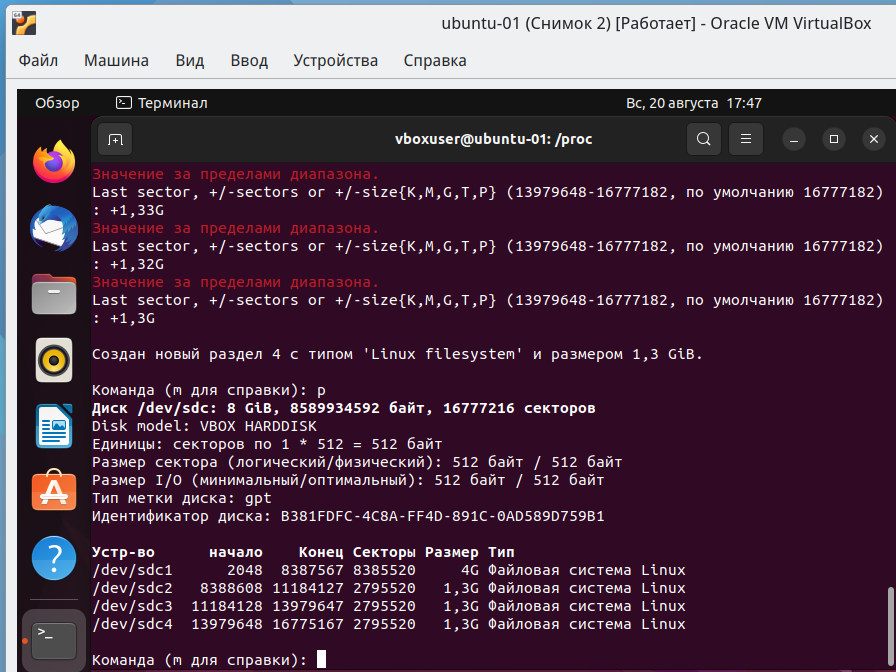 ubuntu-01 (Снимок 2) [Работает] - Oracle VM VirtualBox
Файл Машина Вид Ввод Устройства Справка
Обзор Терминал Вс, 20 августа 17:47
vboxuser@ubuntu-01: /proc
Значение за пределами диапазона.
Last sector, +/-sectors or +/-size{K,M,G,T,P} (13979648-16777182, по умолчанию 16777182)
: +1,33G
Значение за пределами диапазона.
Last sector, +/-sectors or +/-size{K,M,G,T,P} (13979648-16777182, по умолчанию 16777182)
: +1,32G
Значение за пределами диапазона.
Last sector, +/-sectors or +/-size{K,M,G,T,P} (13979648-16777182, по умолчанию 16777182)
: +1,3G
Создан новый раздел 4 с типом 'Linux filesystem' и размером 1,3 GiB.
Команда (m для справки): p
Диск /dev/sdc: 8 GiB, 8589934592 байт, 16777216 секторов
Disk model: VBOX HARDDISK
Единицы: секторов по 1 * 512 = 512 байт
Размер сектора (логический/физический): 512 байт / 512 байт
Размер I/O (минимальный/оптимальный): 512 байт / 512 байт
Тип метки диска: gpt
Идентификатор диска: B381FDFC-4C8A-FF4D-891C-0AD589D759B1
Устр-во начало Конец Секторы Размер Тип
/dev/sdc1 2048 8387567 8385520 4G Файловая система Linux
/dev/sdc2 8388608 11184127 2795520 1,3G Файловая система Linux
/dev/sdc3 11184128 13979647 2795520 1,3G Файловая система Linux
/dev/sdc4 13979648 16775167 2795520 1,3G Файловая система Linux
Команда (m для справки):